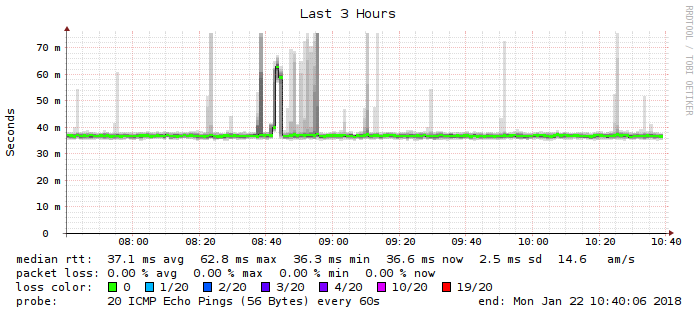 Last 3 Hours
RRDTOOL / TOBI OETIKER
Seconds
70 m
60 m
50 m
40 m
30 m
20 m
10 m
0
08:00 08:20 08:40 09:00 09:20 09:40 10:00 10:20 10:40
median rtt: 37.1 ms avg 62.8 ms max 36.3 ms min 36.6 ms now 2.5 ms sd 14.6 am/s
packet loss: 0.00 % avg 0.00 % max 0.00 % min 0.00 % now
loss color: 0 1/20 2/20 3/20 4/20 10/20 19/20
probe: 20 ICMP Echo Pings (56 Bytes) every 60s end: Mon Jan 22 10:40:06 2018